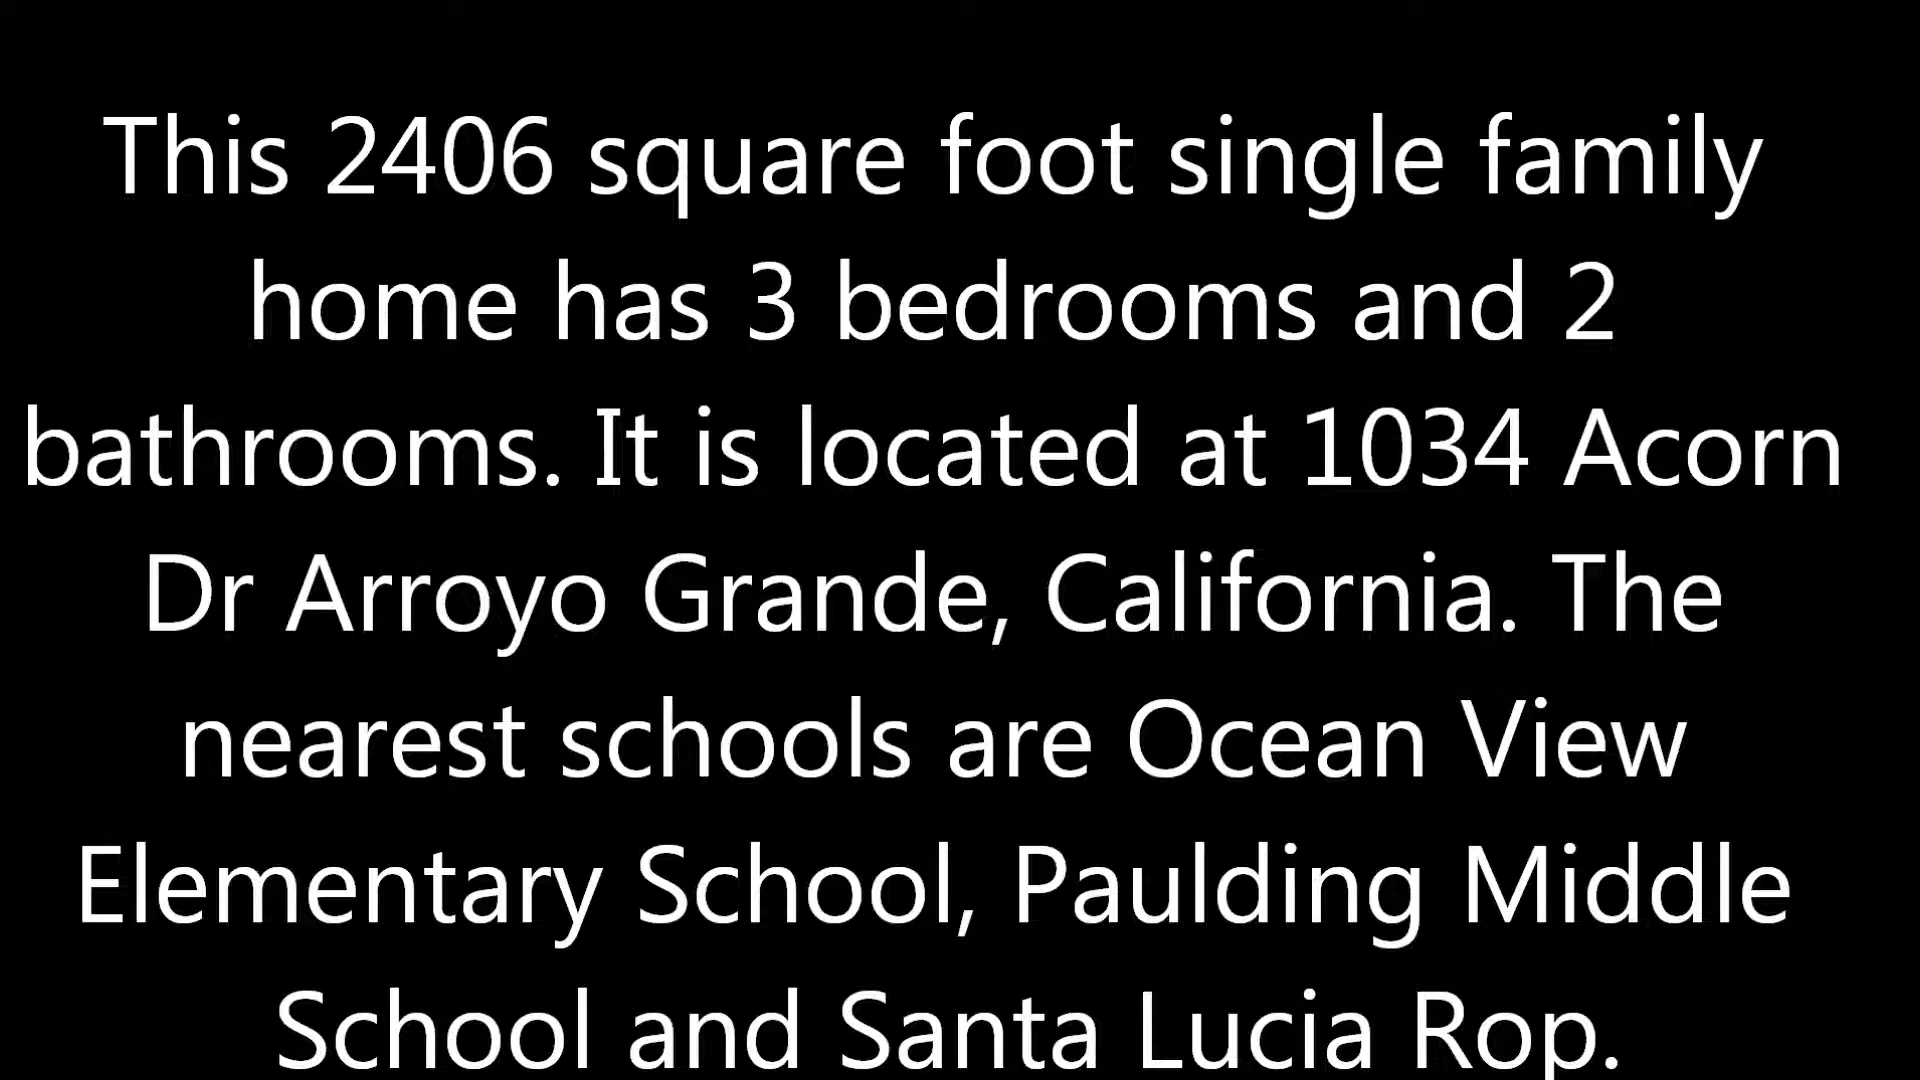 This 2406 square foot single family
home has 3 bedrooms and 2
bathrooms. It is located at 1034 Acorn
Dr Arroyo Grande, California. The
nearest schools are Ocean View
Elementary School, Paulding Middle
School and Santa Lucia Rop.